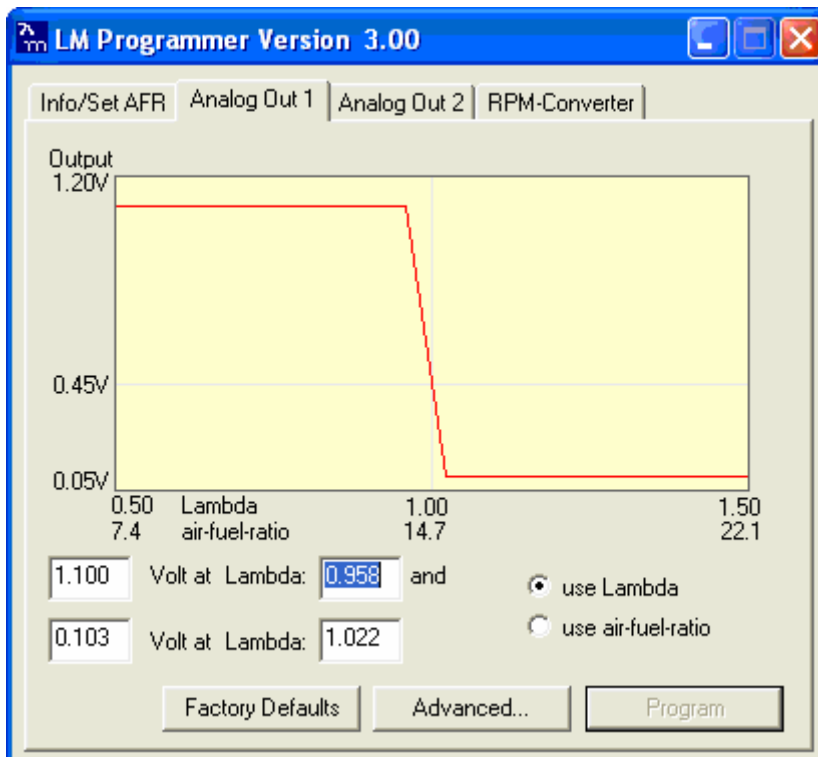 LM Programmer Version 3.00
Info/Set AFR Analog Out 1 Analog Out 2 RPM-Converter
Output
1.20V
0.45V
0.05V
0.50 Lambda 1.00 1.50
7.4 air-fuel-ratio 14.7 22.1
1.100 Volt at Lambda: 0.958 and
use Lambda
0.103 Volt at Lambda: 1.022
use air-fuel-ratio
Factory Defaults Advanced... Program